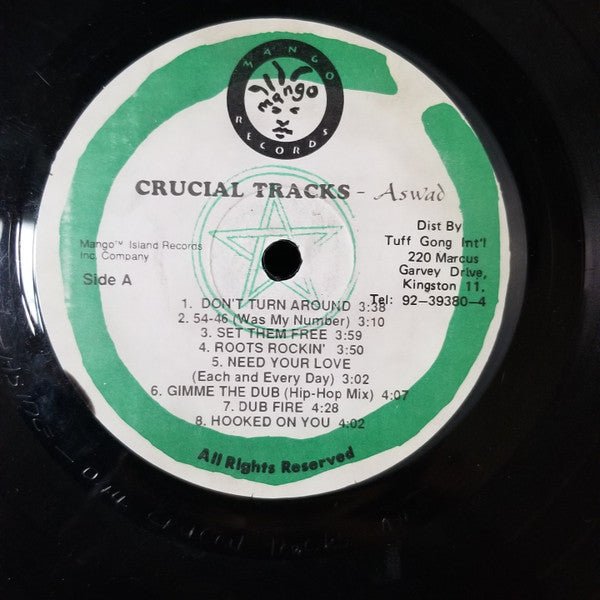 MANGO
mango
RECORDS
CRUCIAL TRACKS - Aswad
Mango™ Island Records
Inc. Company
Side A
Dist By
Tuff Gong Int'l
220 Marcus
Garvey Drive,
Kingston 11.
Tel: 92-39380-4
1. DON'T TURN AROUND 3:38
2. 54-46 (Was My Number) 3:10
3. SET THEM FREE 3:59
4. ROOTS ROCKIN' 3:50
5. NEED YOUR LOVE
(Each and Every Day) 3:02
6. GIMME THE DUB (Hip-Hop Mix) 4:07
7. DUB FIRE 4:28
8. HOOKED ON YOU 4:02
All Rights Reserved
Crucial Tracks